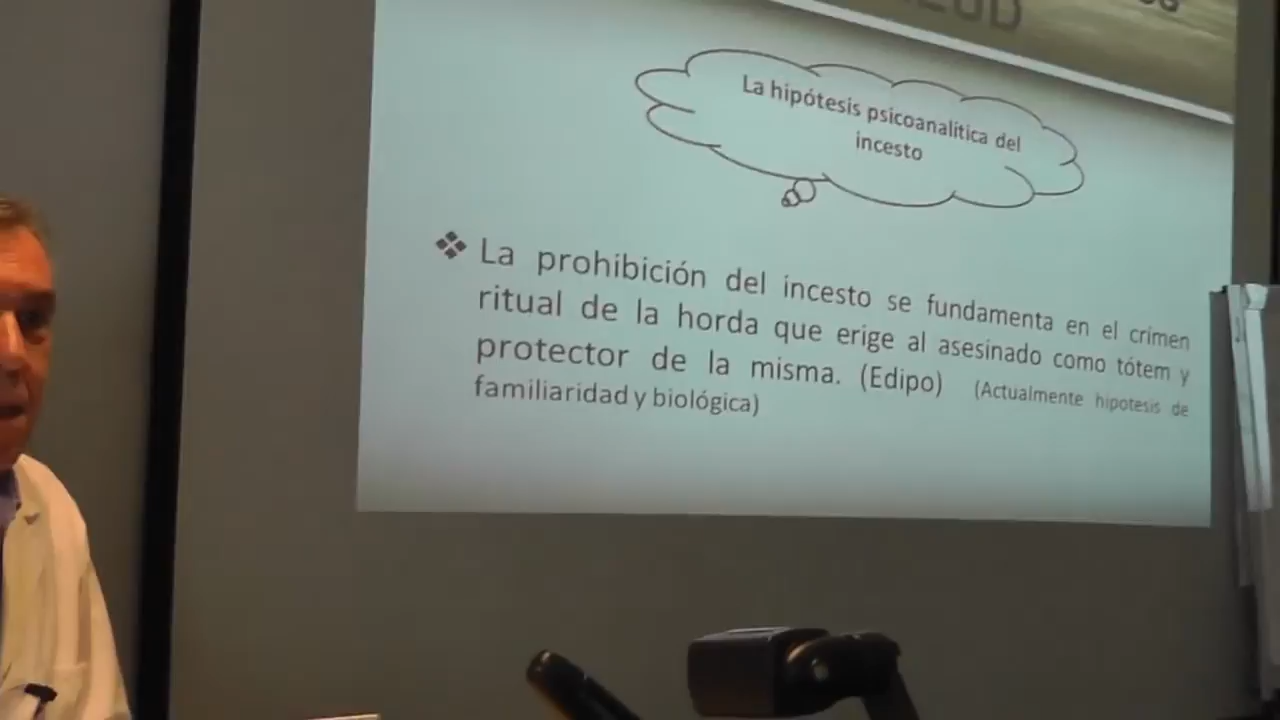 La hipótesis psicoanalítica del
incesto
❖ La prohibición del incesto se fundamenta en el crimen
ritual de la horda que erige al asesinado como tótem y
protector de la misma. (Edipo) (Actualmente hipotesis de
familiaridad y biológica)